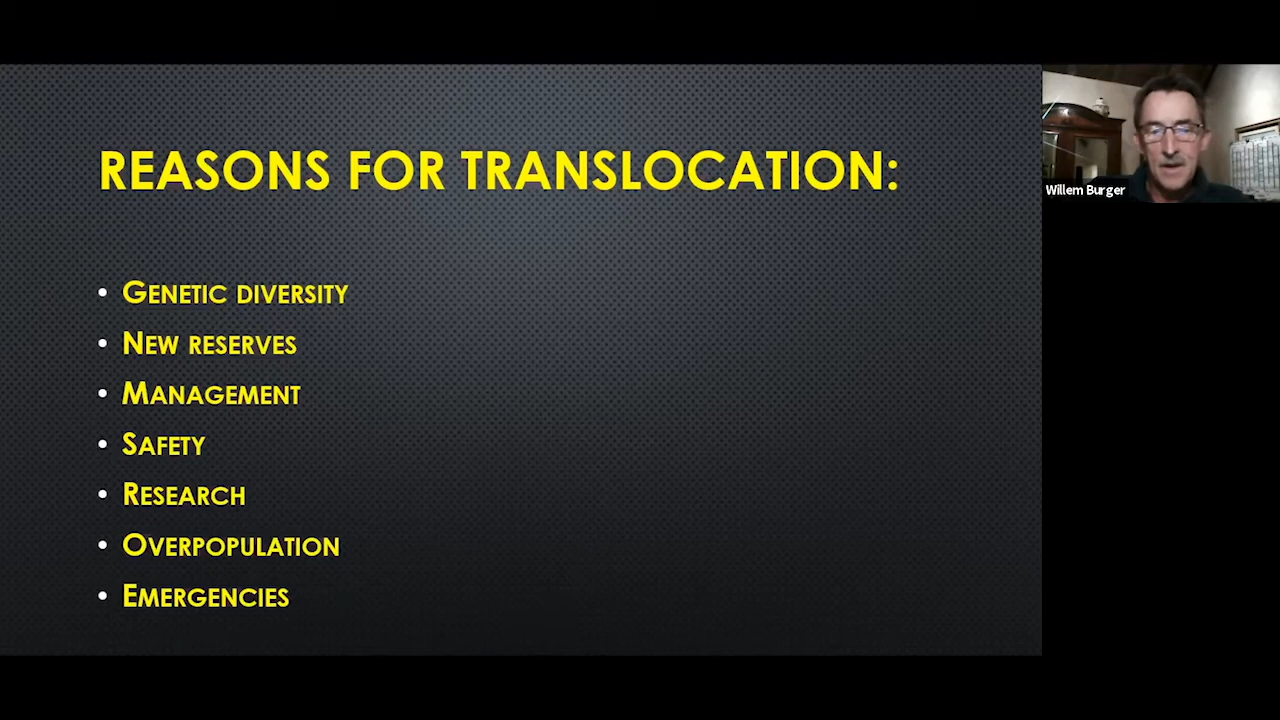 REASONS FOR TRANSLOCATION:
• GENETIC DIVERSITY
• NEW RESERVES
• MANAGEMENT
• SAFETY
• RESEARCH
• OVERPOPULATION
• EMERGENCIES
Willem Burger